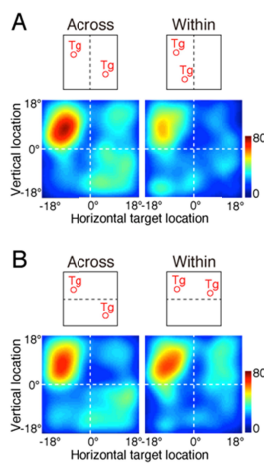 A
Across Within
Tg Tg
Tg Tg
Vertical location
18° 80
0°
-18° 0
-18° 0° 18° 0° 18°
Horizontal target location
B
Across Within
Tg Tg Tg
Tg
Vertical location
18° 80
0°
-18° 0
-18° 0° 18° 0° 18°
Horizontal target location